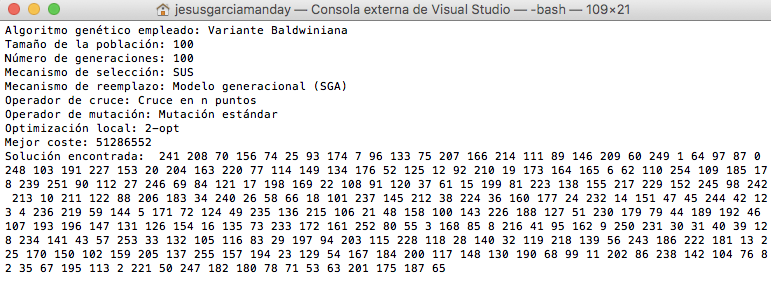 jesusgarciamanday — Consola externa de Visual Studio — -bash — 109×21
Algoritmo genético empleado: Variante Baldwiniana
Tamaño de la población: 100
Número de generaciones: 100
Mecanismo de selección: SUS
Mecanismo de reemplazo: Modelo generacional (SGA)
Operador de cruce: Cruce en n puntos
Operador de mutación: Mutación estándar
Optimización local: 2-opt
Mejor coste: 51286552
Solución encontrada:  241 208 70 156 74 25 93 174 7 96 133 75 207 166 214 111 89 146 209 60 249 1 64 97 87 0
248 103 191 227 153 20 204 163 220 77 114 149 134 176 52 125 12 92 210 19 173 164 165 6 62 110 254 109 185 17
8 239 251 90 112 27 246 69 84 121 17 198 169 22 108 91 120 37 61 15 199 81 223 138 155 217 229 152 245 98 242
213 10 211 122 88 206 183 34 240 26 58 66 18 101 237 145 212 38 224 36 160 177 24 232 14 151 47 45 244 42 12
3 4 236 219 59 144 5 171 72 124 49 235 136 215 106 21 48 158 100 143 226 188 127 51 230 179 79 44 189 192 46
107 193 196 147 131 126 154 16 135 73 233 172 161 252 80 55 3 168 85 8 216 41 95 162 9 250 231 30 31 40 39 12
8 234 141 43 57 253 33 132 105 116 83 29 197 94 203 115 228 118 28 140 32 119 218 139 56 243 186 222 181 13 2
25 170 150 102 159 205 137 255 157 194 23 129 54 167 184 200 117 148 130 190 68 99 11 202 86 238 142 104 76 8
2 35 67 195 113 2 221 50 247 182 180 78 71 53 63 201 175 187 65